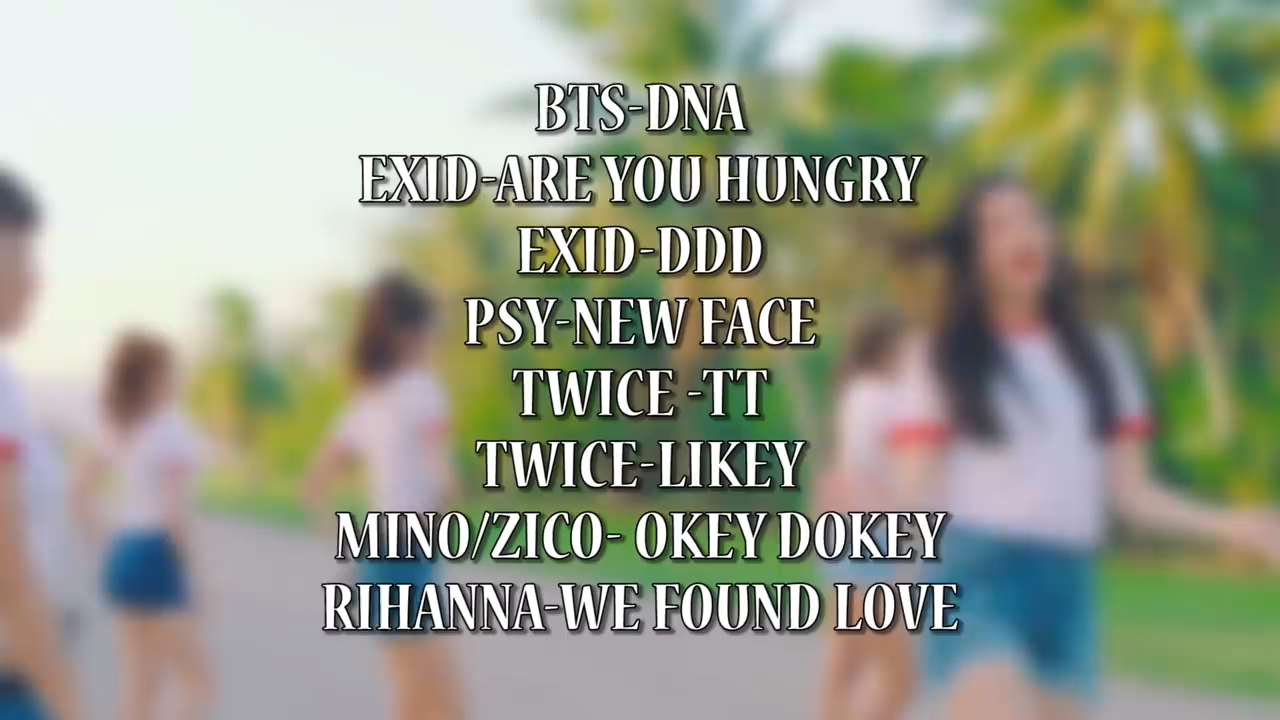 BTS-DNA
EXID-ARE YOU HUNGRY
EXID-DDD
PSY-NEW FACE
TWICE -TT
TWICE-LIKEY
MINO/ZICO- OKEY DOKEY
RIHANNA-WE FOUND LOVE